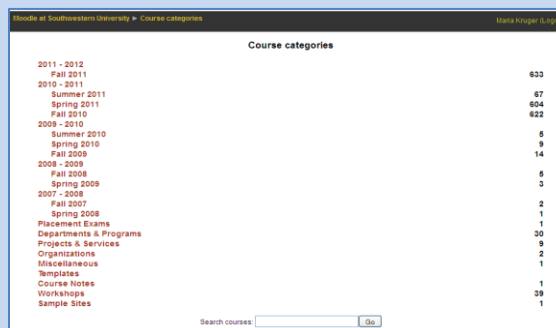 Moodle at Southwestern University ► Course categories Maria Kruger (Log
Course categories
2011 - 2012
Fall 2011 633
2010 - 2011
Summer 2011 67
Spring 2011 604
Fall 2010 622
2009 - 2010
Summer 2010 5
Spring 2010 9
Fall 2009 14
2008 - 2009
Fall 2008 5
Spring 2009 3
2007 - 2008
Fall 2007 2
Spring 2008 1
Placement Exams 1
Departments & Programs 30
Projects & Services 9
Organizations 2
Miscellaneous 1
Templates
Course Notes 1
Workshops 39
Sample Sites 1
Search courses: Go